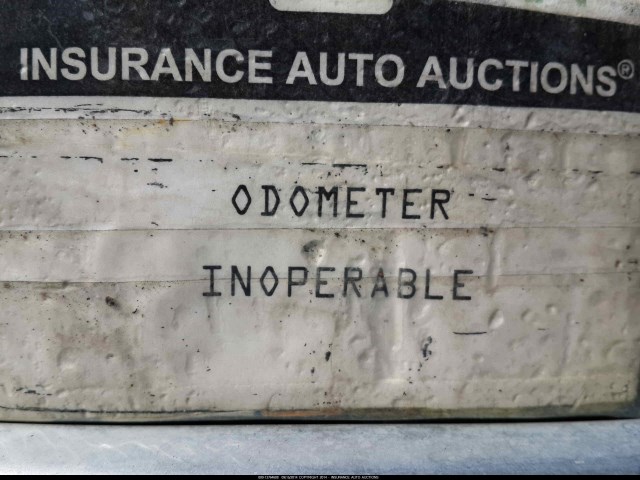 INSURANCE AUTO AUCTIONS®
ODOMETER
INOPERABLE